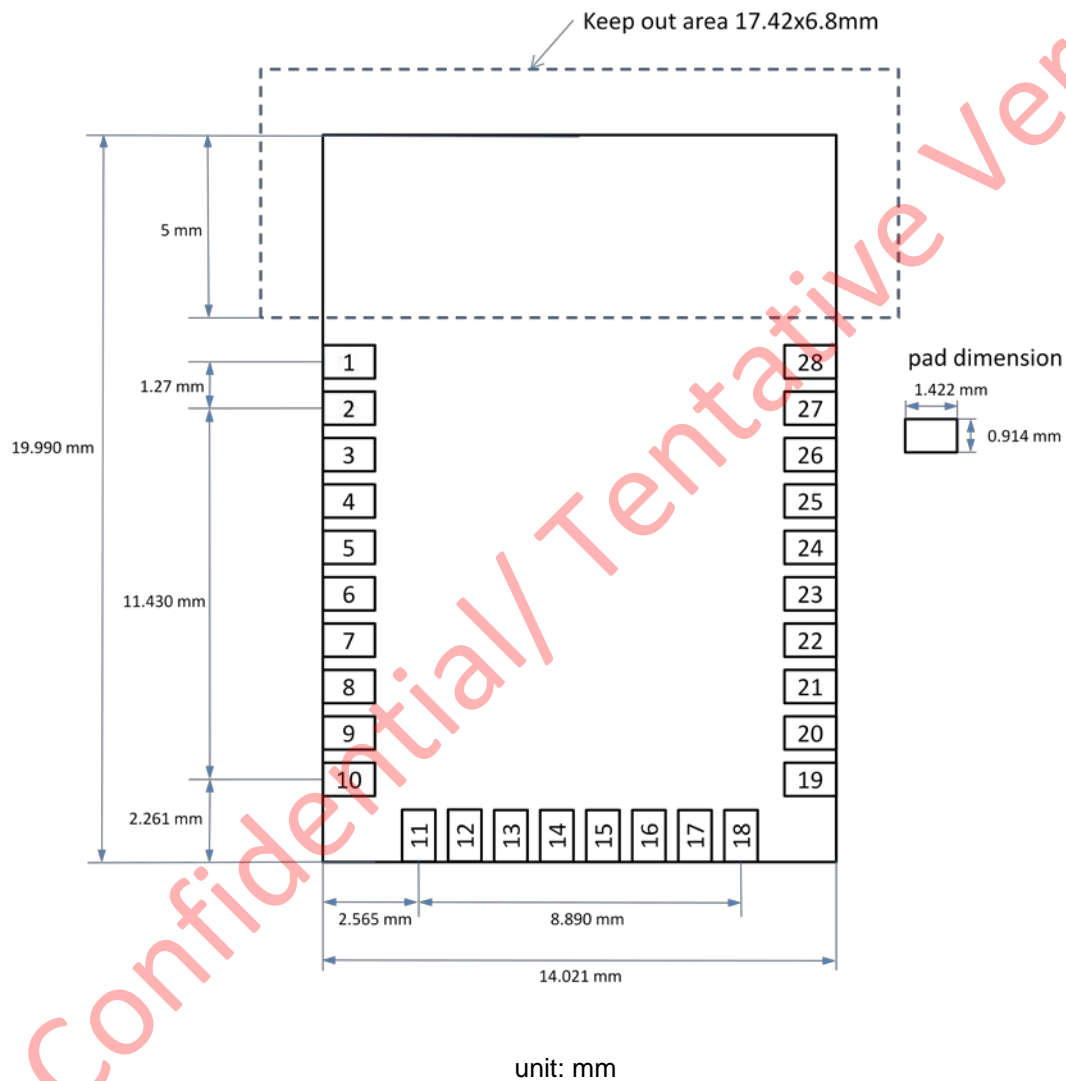 Keep out area 17.42x6.8mm
5 mm
1
28
pad dimension
1.27 mm
1.422 mm
2
27
0.914 mm
19.990 mm
3
26
4
25
5
24
11.430 mm
6
23
7
22
8
21
9
20
10
19
2.261 mm
11 12 13 14 15 16 17 18
2.565 mm
8.890 mm
14.021 mm
unit: mm
Confidential/ Tentative Ver